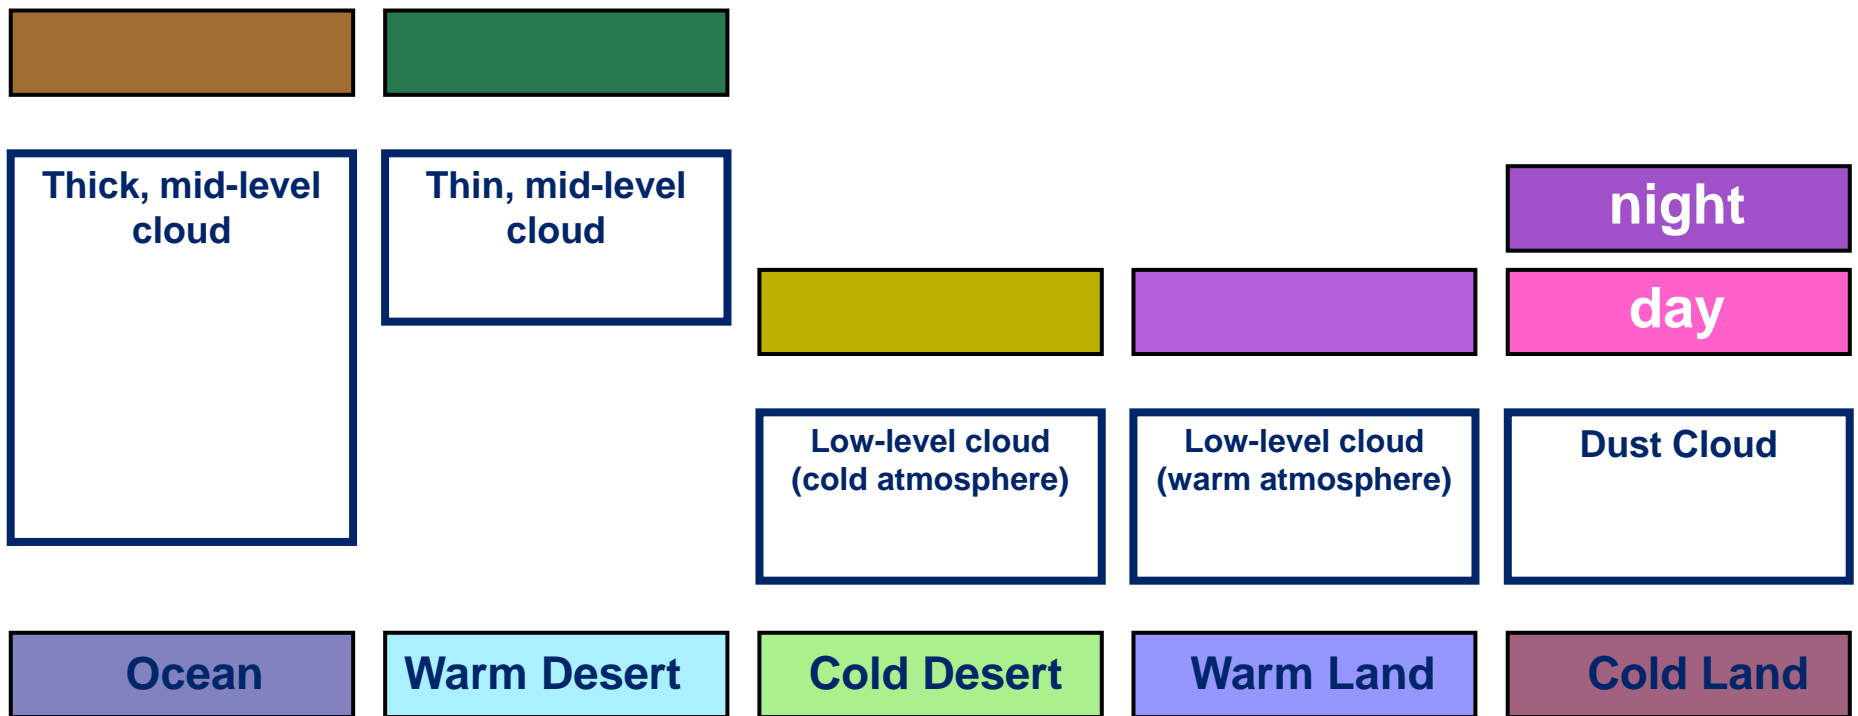 Thick, mid-level
cloud
Thin, mid-level
cloud
night
day
Low-level cloud
(cold atmosphere)
Low-level cloud
(warm atmosphere)
Dust Cloud
Ocean
Warm Desert
Cold Desert
Warm Land
Cold Land